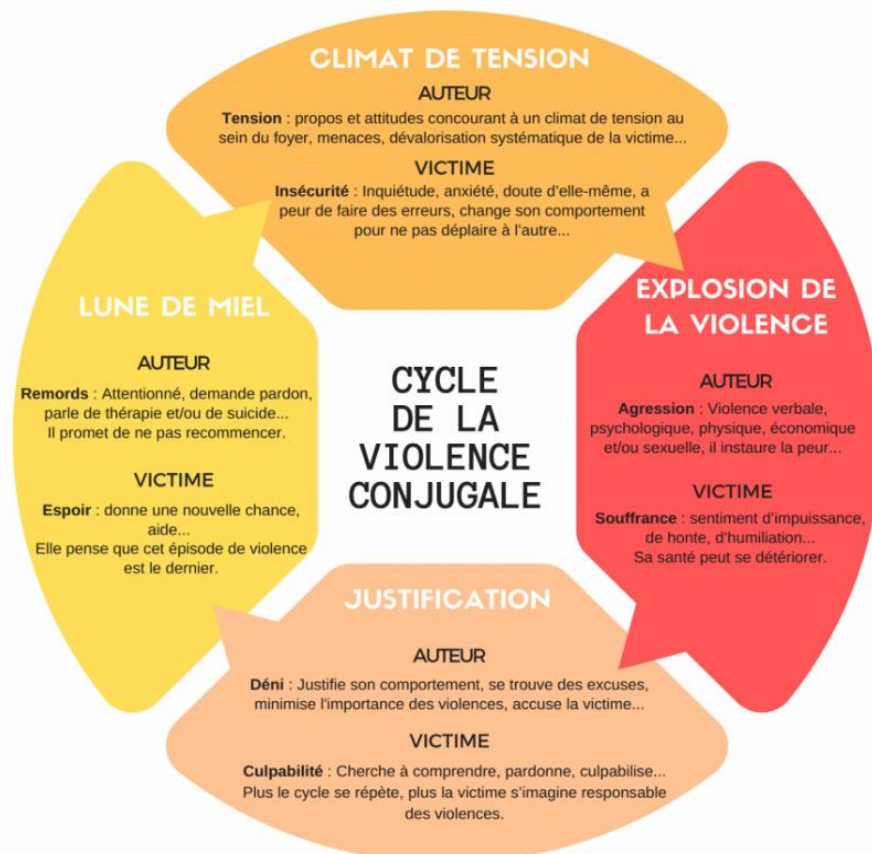 CLIMAT DE TENSION
AUTEUR
Tension : propos et attitudes concourant à un climat de tension au
sein du foyer, menaces, dévalorisation systématique de la victime...
VICTIME
Insécurité : Inquiétude, anxiété, doute d'elle-même, a
peur de faire des erreurs, change son comportement
pour ne pas déplaire à l'autre...
EXPLOSION DE
LA VIOLENCE
AUTEUR
Agression : Violence verbale,
psychologique, physique, économique
et/ou sexuelle, il instaure la peur...
VICTIME
Souffrance : sentiment d'impuissance,
de honte, d'humiliation...
Sa santé peut se détériorer.
JUSTIFICATION
AUTEUR
Déni : Justifie son comportement, se trouve des excuses,
minimise l'importance des violences, accuse la victime...
VICTIME
Culpabilité : Cherche à comprendre, pardonne, culpabilise...
Plus le cycle se répète, plus la victime s'imagine responsable
des violences.
LUNE DE MIEL
AUTEUR
Remords : Attentionné, demande pardon,
parle de thérapie et/ou de suicide...
Il promet de ne pas recommencer.
VICTIME
Espoir : donne une nouvelle chance,
aide...
Elle pense que cet épisode de violence
est le dernier.
CYCLE
DE LA
VIOLENCE
CONJUGALE